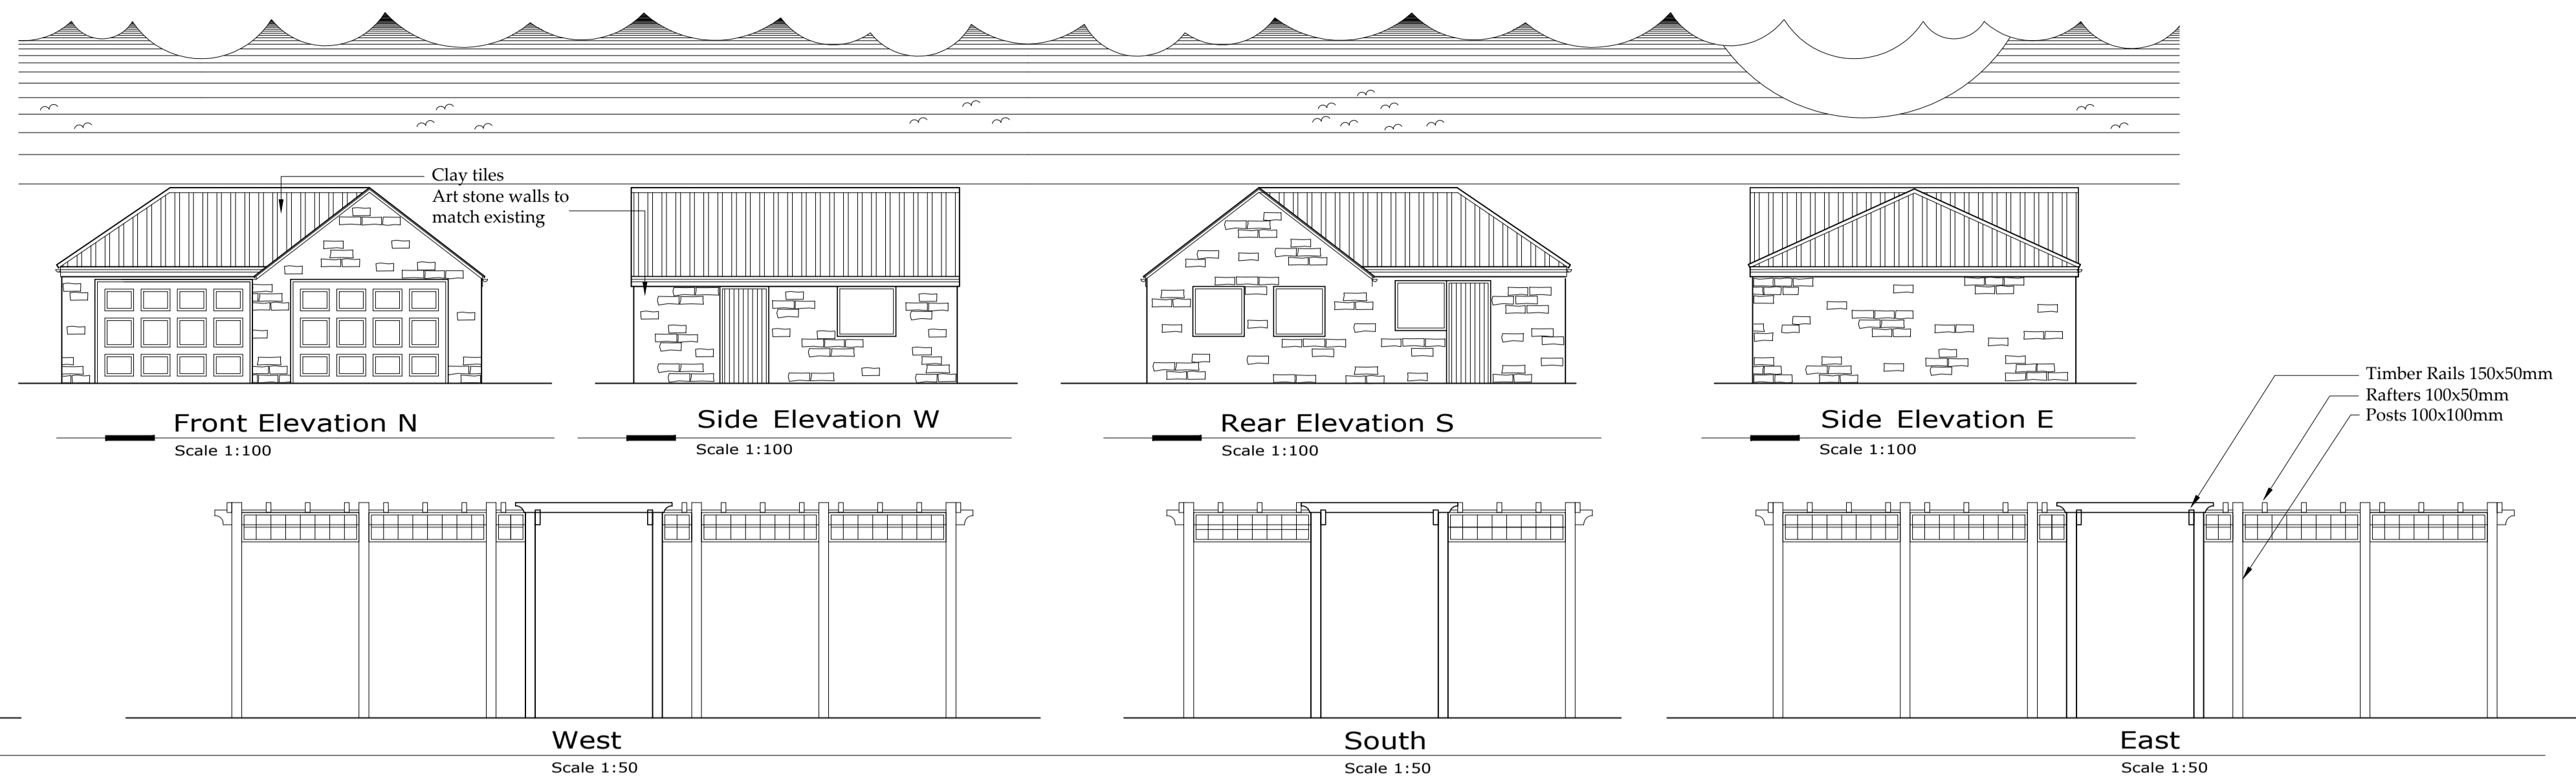 Clay tiles
Art stone walls to
match existing
Timber Rails 150x50mm
Rafters 100x50mm
Posts 100x100mm
Front Elevation N
Scale 1:100
Side Elevation W
Scale 1:100
Rear Elevation S
Scale 1:100
Side Elevation E
Scale 1:100
West
Scale 1:50
South
Scale 1:50
East
Scale 1:50